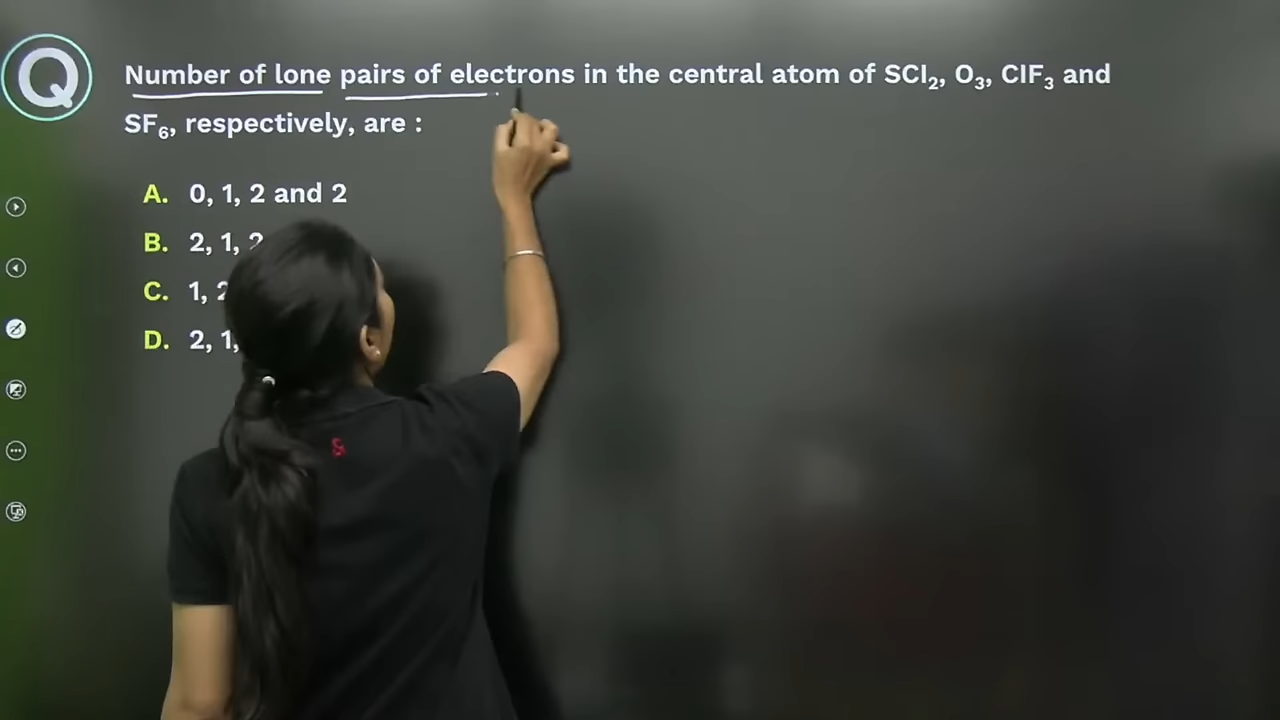 Q
Number of lone pairs of electrons in the central atom of SCl₂, O₃, ClF₃ and
SF₆, respectively, are :
A. 0, 1, 2 and 2
B. 2, 1, 2
C. 1, 2
D. 2, 1,